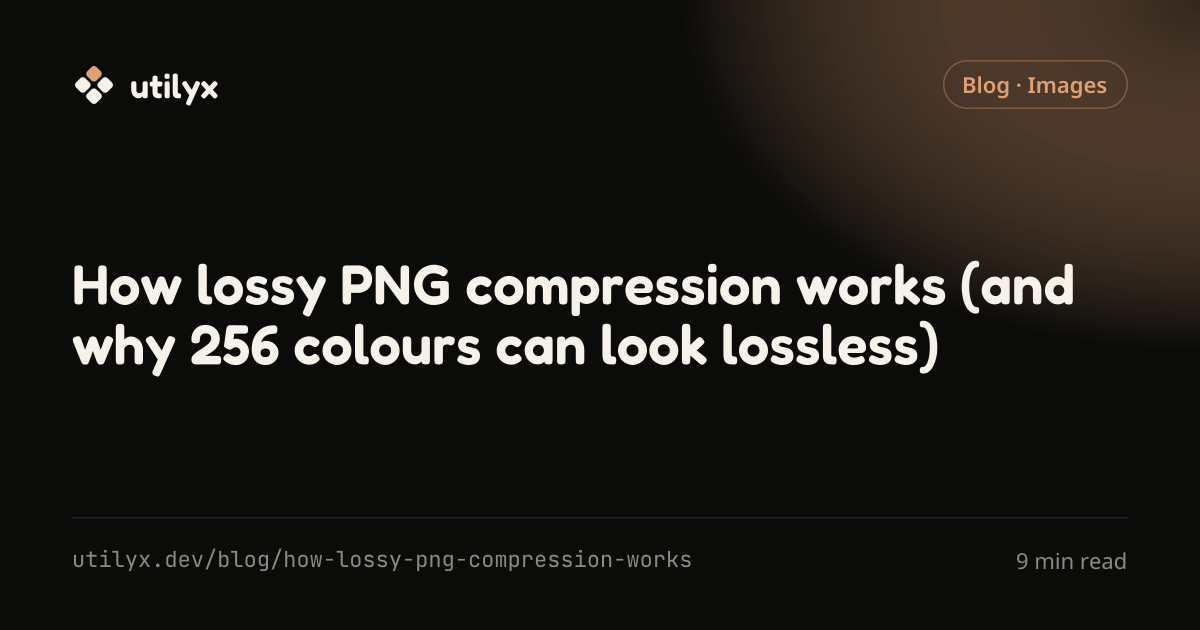 utilyx
Blog · Images
How lossy PNG compression works (and
why 256 colours can look lossless)
utilyx.dev/blog/how-lossy-png-compression-works
9 min read